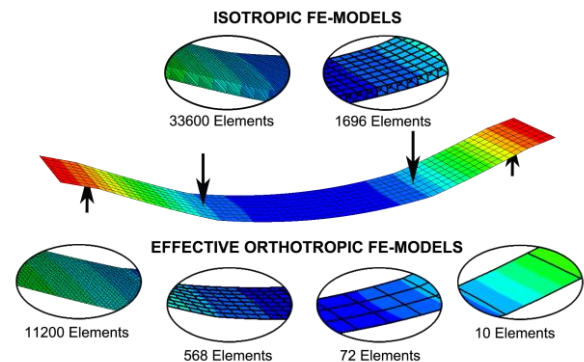 ISOTROPIC FE-MODELS
33600 Elements
1696 Elements
EFFECTIVE ORTHOTROPIC FE-MODELS
11200 Elements
568 Elements
72 Elements
10 Elements